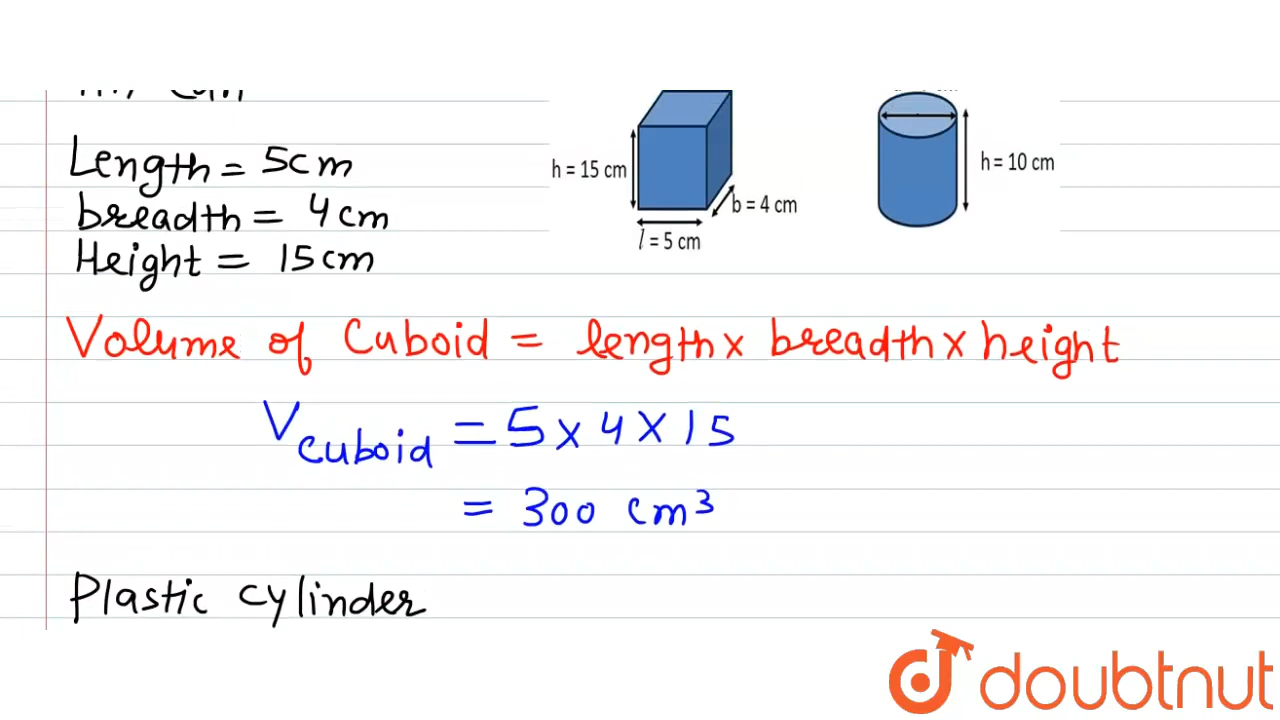 Length = 5cm
breadth = 4cm
Height = 15cm
h = 15 cm
b = 4 cm
l = 5 cm
h = 10 cm
Volume of Cuboid = length × breadth × height
V cuboid = 5 × 4 × 15
= 300 cm³
Plastic cylinder
doubtnut